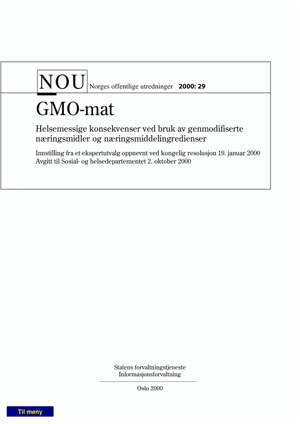 NOU Norges offentlige utredninger 2000: 29
GMO-mat
Helsemessige konsekvenser ved bruk av genmodifiserte
næringsmidler og næringsmiddelingredienser
Innstilling fra et ekspertutvalg oppnevnt ved kongelig resolusjon 19. januar 2000
Avgitt til Sosial- og helsedepartementet 2. oktober 2000
Statens forvaltningstjeneste
Informasjonsforvaltning
Oslo 2000
Til meny